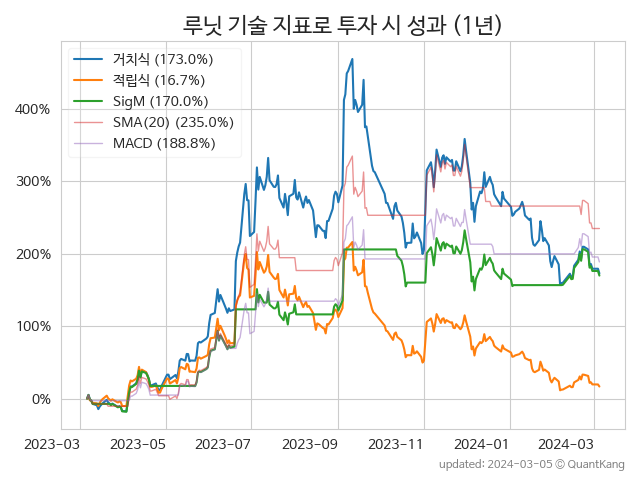 루닛 기술 지표로 투자 시 성과 (1년)
거치식 (173.0%)
적립식 (16.7%)
SigM (170.0%)
SMA(20) (235.0%)
MACD (188.8%)
400%
300%
200%
100%
0%
2023-03 2023-05 2023-07 2023-09 2023-11 2024-01 2024-03
updated: 2024-03-05 ⓒ QuantKang